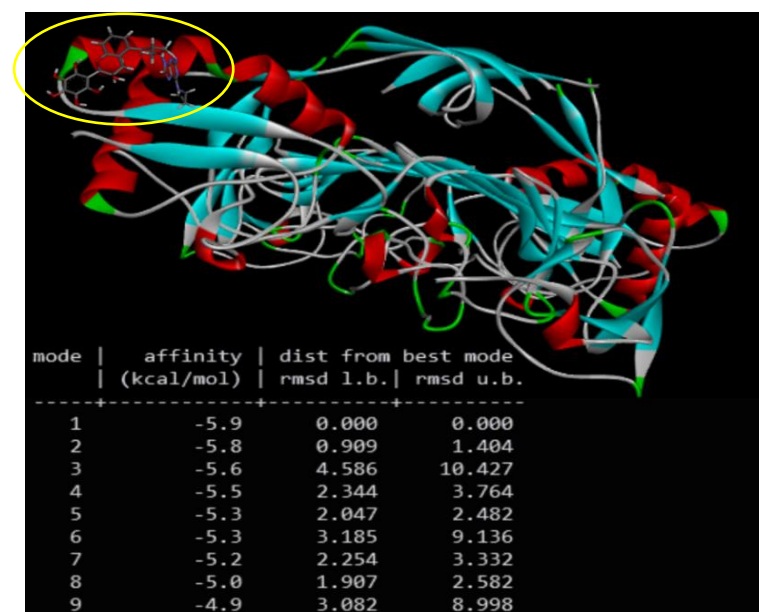 mode | affinity | dist from best mode
| (kcal/mol) | rmsd l.b.| rmsd u.b.
-----+------------+----------+----------
1 -5.9 0.000 0.000
2 -5.8 0.909 1.404
3 -5.6 4.586 10.427
4 -5.5 2.344 3.764
5 -5.3 2.047 2.482
6 -5.3 3.185 9.136
7 -5.2 2.254 3.332
8 -5.0 1.907 2.582
9 -4.9 3.082 8.998